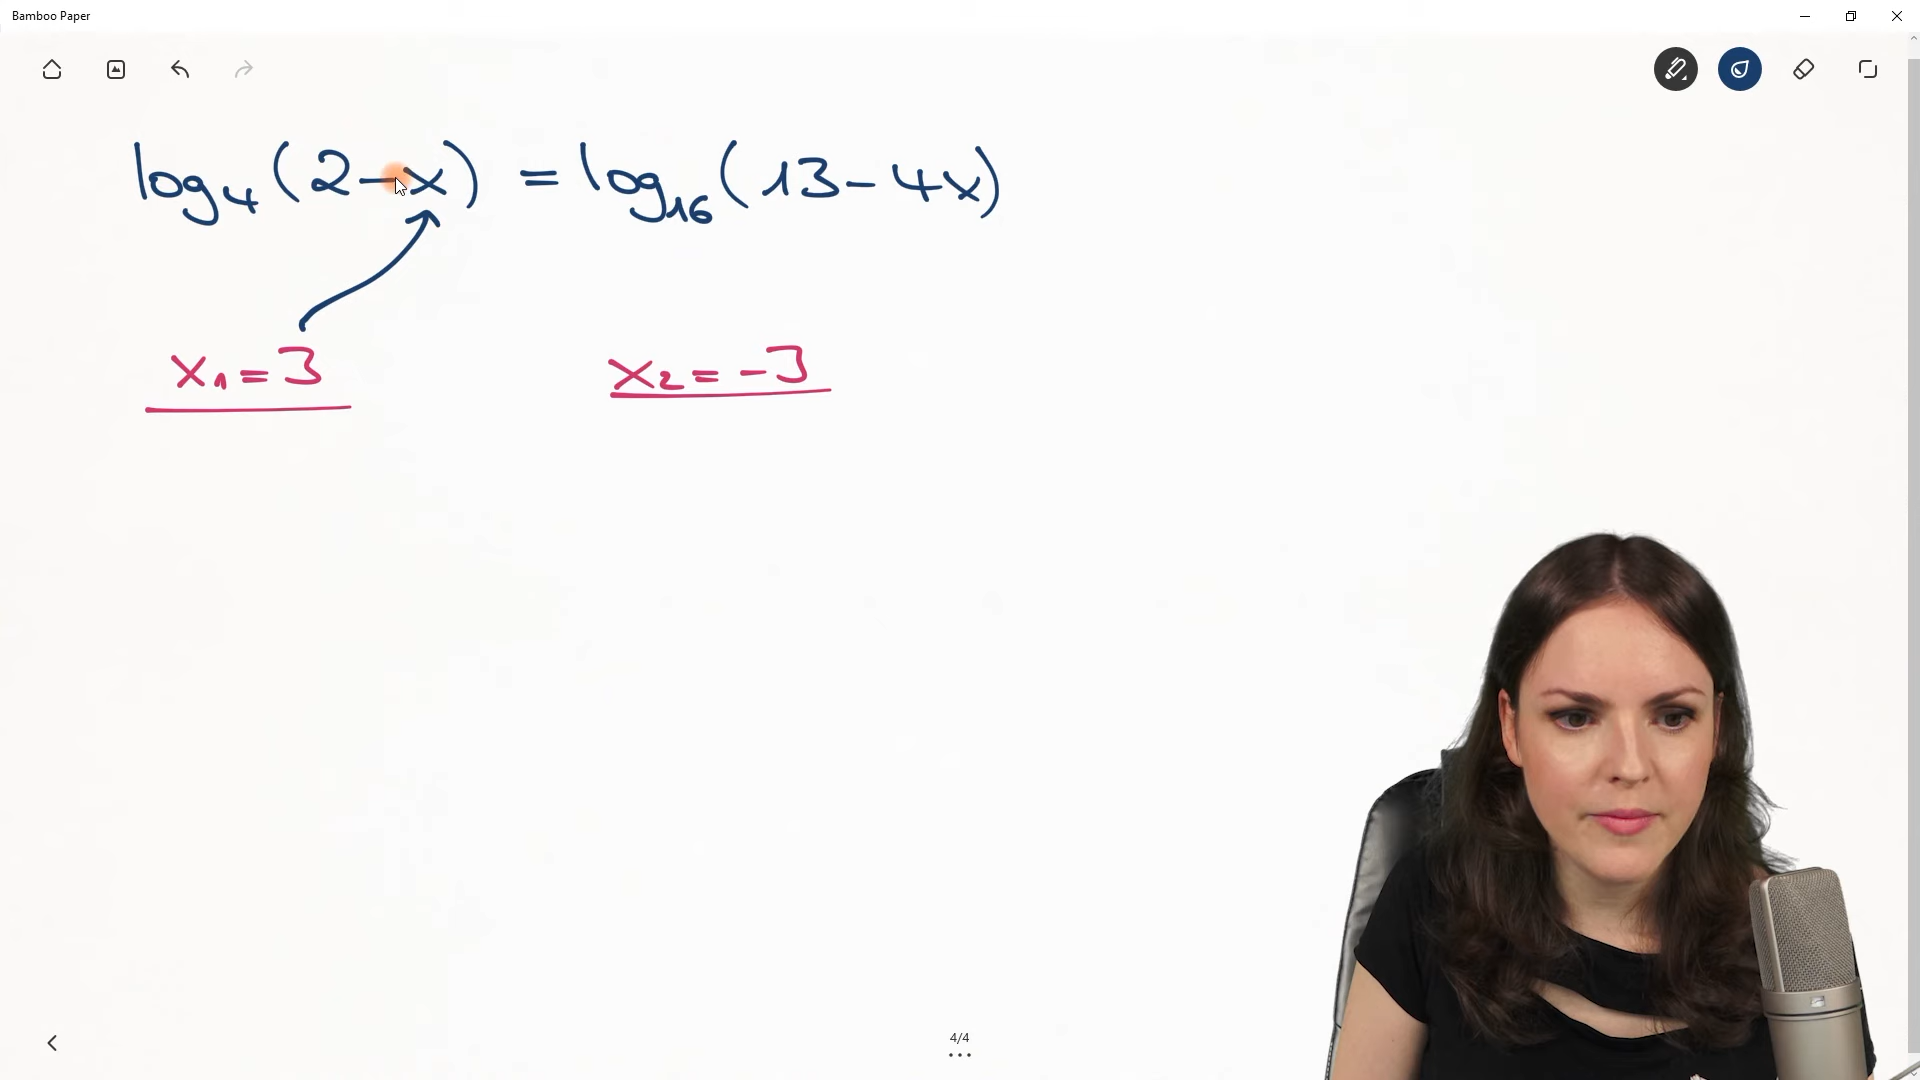 Bamboo Paper
log₄(2-x) = log₁₆(13-4x)
x₁=3
x₂=-3
4/4